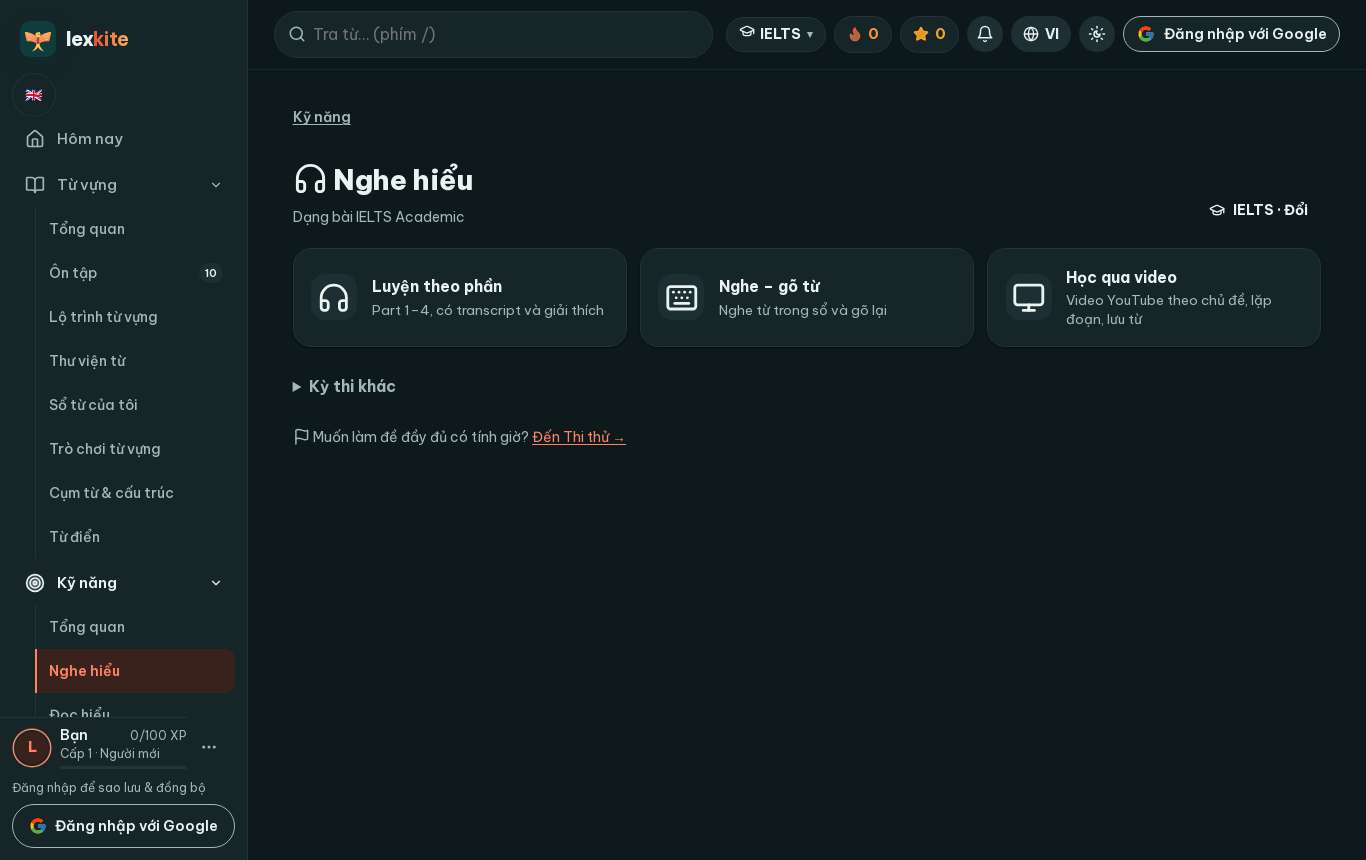 lexkite
Hôm nay
Từ vựng
Tổng quan
Ôn tập 10
Lộ trình từ vựng
Thư viện từ
Sổ từ của tôi
Trò chơi từ vựng
Cụm từ & cấu trúc
Từ điển
Kỹ năng
Tổng quan
Nghe hiểu
Đọc hiểu
L
Bạn 0/100 XP
Cấp 1 · Người mới
Đăng nhập để sao lưu & đồng bộ
Đăng nhập với Google
Tra từ... (phím /)
IELTS ▾
0
0
VI
Đăng nhập với Google
Kỹ năng
Nghe hiểu
Dạng bài IELTS Academic
IELTS · Đổi
Luyện theo phần
Part 1–4, có transcript và giải thích
Nghe – gõ từ
Nghe từ trong sổ và gõ lại
Học qua video
Video YouTube theo chủ đề, lặp
đoạn, lưu từ
Kỳ thi khác
Muốn làm đề đầy đủ có tính giờ? Đến Thi thử →